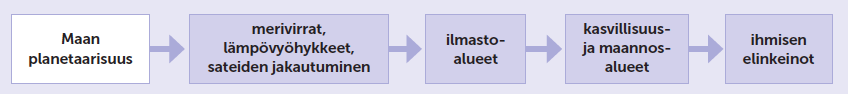 Maan
planetaarisuus
merivirrat,
lämpövyöhykkeet,
sateiden jakautuminen
ilmasto-
alueet
kasvillisuus-
ja maannos-
alueet
ihmisen
elinkeinot